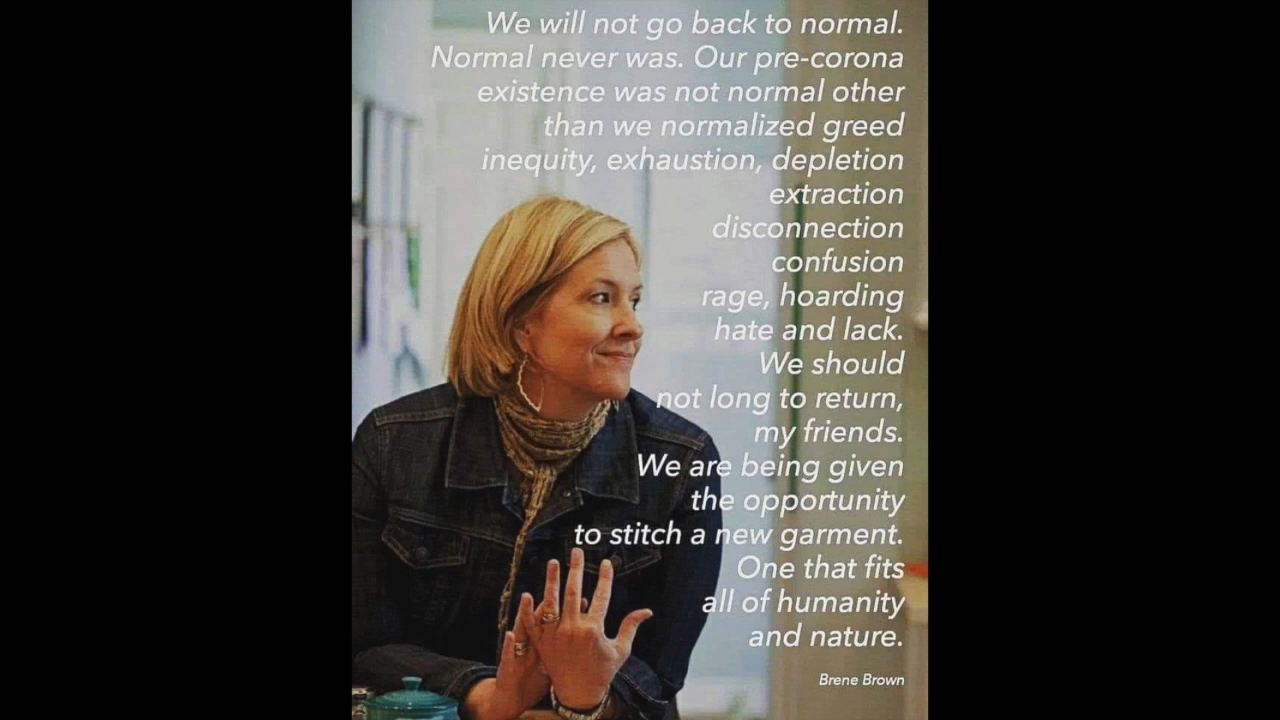 We will not go back to normal.
Normal never was. Our pre-corona
existence was not normal other
than we normalized greed
inequity, exhaustion, depletion
extraction
disconnection
confusion
rage, hoarding
hate and lack.
We should
not long to return,
my friends.
We are being given
the opportunity
to stitch a new garment.
One that fits
all of humanity
and nature.
Brene Brown